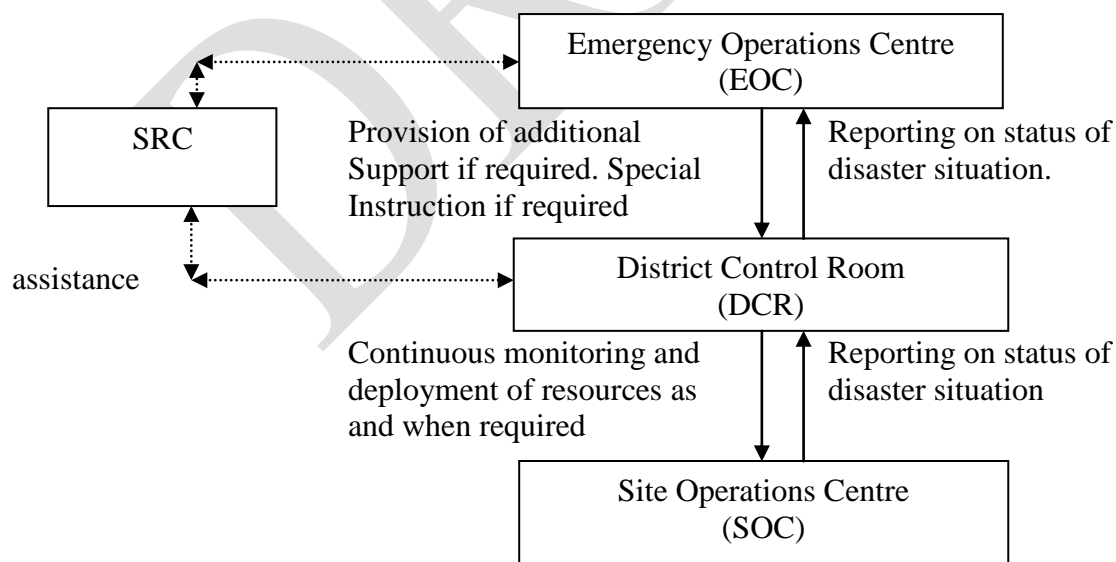 Emergency Operations Centre
(EOC)
SRC
Provision of additional
Support if required. Special
Instruction if required
Reporting on status of
disaster situation.
assistance
District Control Room
(DCR)
Continuous monitoring and
deployment of resources as
and when required
Reporting on status of
disaster situation
Site Operations Centre
(SOC)